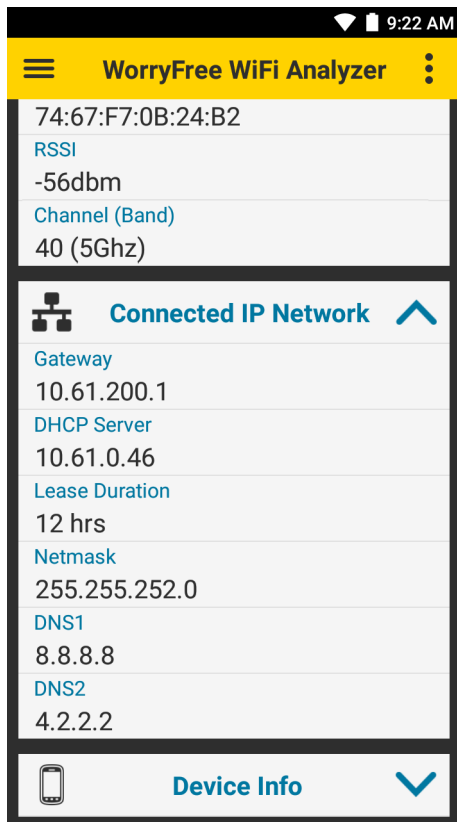 9:22 AM
WorryFree WiFi Analyzer
74:67:F7:0B:24:B2
RSSI
-56dbm
Channel (Band)
40 (5Ghz)
Connected IP Network
Gateway
10.61.200.1
DHCP Server
10.61.0.46
Lease Duration
12 hrs
Netmask
255.255.252.0
DNS1
8.8.8.8
DNS2
4.2.2.2
Device Info